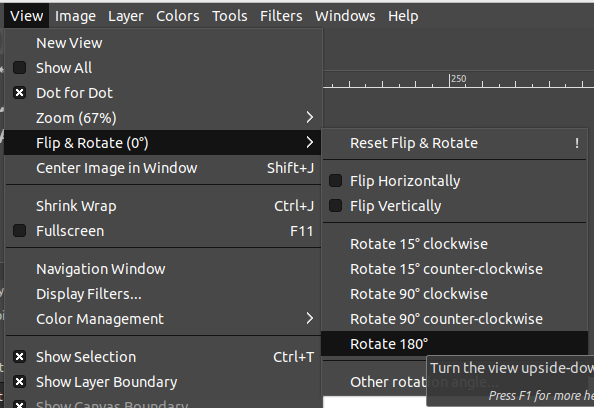 View Image Layer Colors Tools Filters Windows Help
New View
Show All
Dot for Dot
250
Zoom (67%)
Flip & Rotate (0°)
Reset Flip & Rotate !
Center Image in Window Shift+J
Flip Horizontally
Shrink Wrap Ctrl+J
Flip Vertically
Fullscreen F11
Rotate 15° clockwise
Navigation Window
Rotate 15° counter-clockwise
Display Filters...
Rotate 90° clockwise
Color Management
Rotate 90° counter-clockwise
Rotate 180°
Show Selection Ctrl+T
Turn the view upside-dow
Show Layer Boundary
Other rotation angle...
Press F1 for more he
Show Canvas Boundary